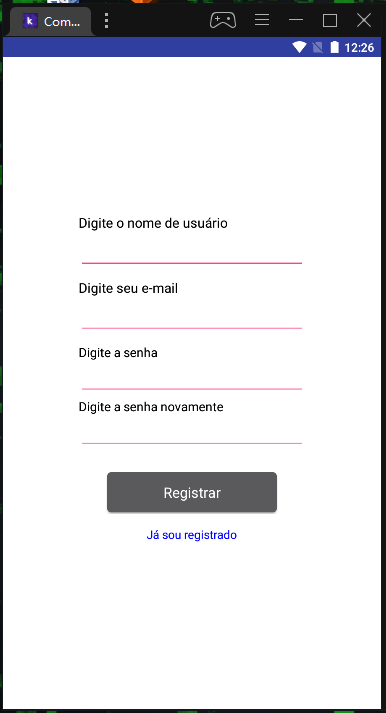 Com...
12:26
Digite o nome de usuário
Digite seu e-mail
Digite a senha
Digite a senha novamente
Registrar
Já sou registrado